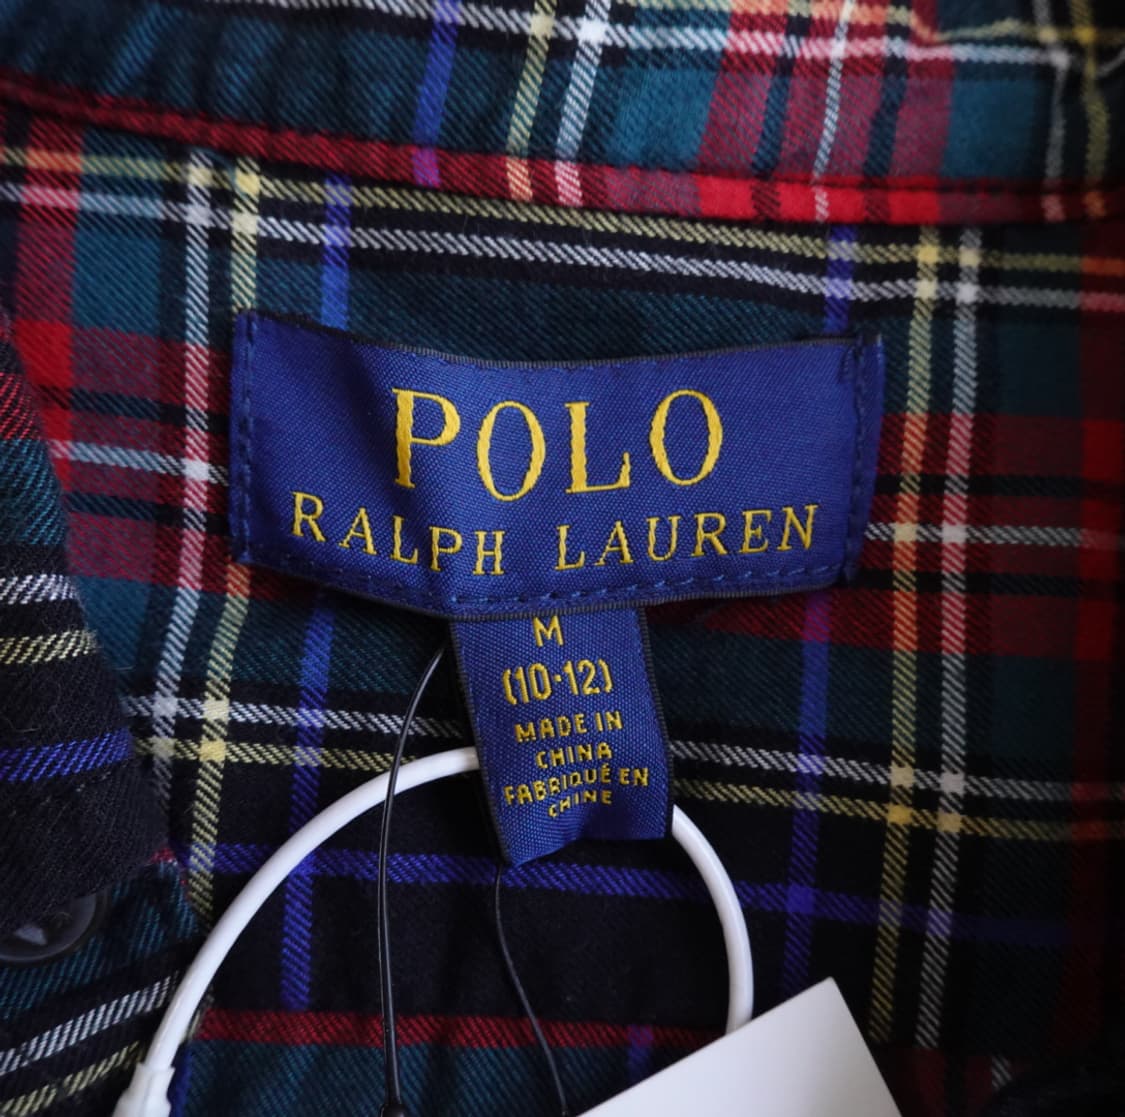 POLO
RALPH LAUREN
M
(10-12)
MADE IN
CHINA
FABRIQUÉ EN
CHINE